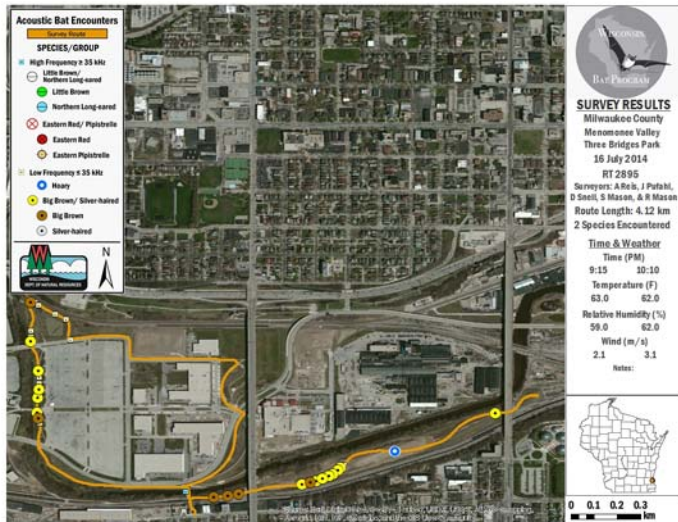 Acoustic Bat Encounters
Survey Route
SPECIES/GROUP
High Frequency ≥ 35 kHz
Little Brown/
Northern Long-eared
Little Brown
Northern Long-eared
Eastern Red/ Pipistrelle
Eastern Red
Eastern Pipistrelle
Low Frequency ≤ 35 kHz
Hoary
Big Brown/ Silver-haired
Big Brown
Silver-haired
N
W
WISCONSIN
DEPT. OF NATURAL RESOURCES
WISCONSIN
BAT PROGRAM
SURVEY RESULTS
Milwaukee County
Menomonee Valley
Three Bridges Park
16 July 2014
RT 2895
Surveyors: A Reis, J Pufahl,
D Snell, S Mason, & R Mason
Route Length: 4.12 km
2 Species Encountered
Time & Weather
Time (PM)
9:15 10:10
Temperature (F)
63.0 62.0
Relative Humidity (%)
59.0 62.0
Wind (m/s)
2.1 3.1
Notes:
0 0.1 0.2 0.3
km